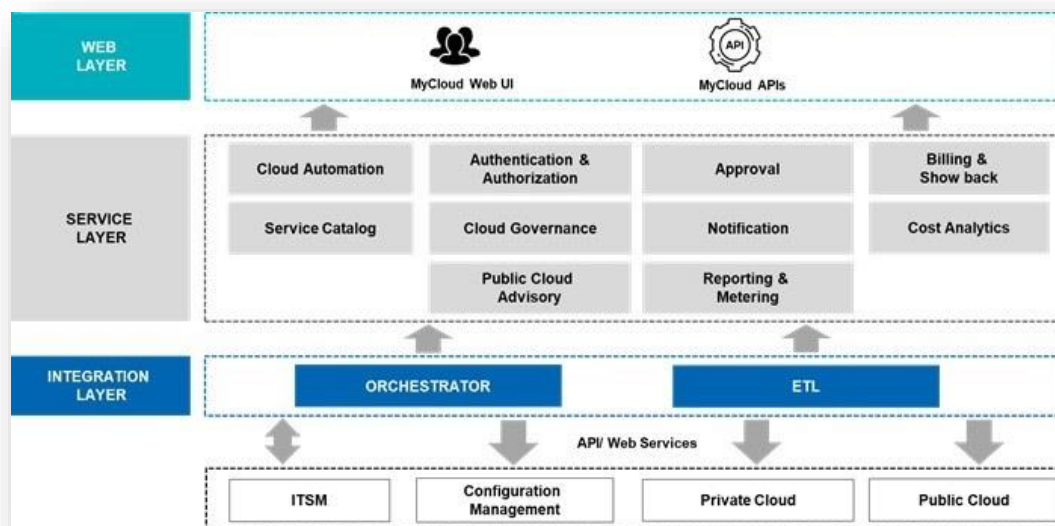 WEB
LAYER
MyCloud Web UI
API
MyCloud APIs
SERVICE
LAYER
Cloud Automation
Authentication &
Authorization
Approval
Billing &
Show back
Service Catalog
Cloud Governance
Notification
Cost Analytics
Public Cloud
Advisory
Reporting &
Metering
INTEGRATION
LAYER
ORCHESTRATOR
ETL
API/ Web Services
ITSM
Configuration
Management
Private Cloud
Public Cloud